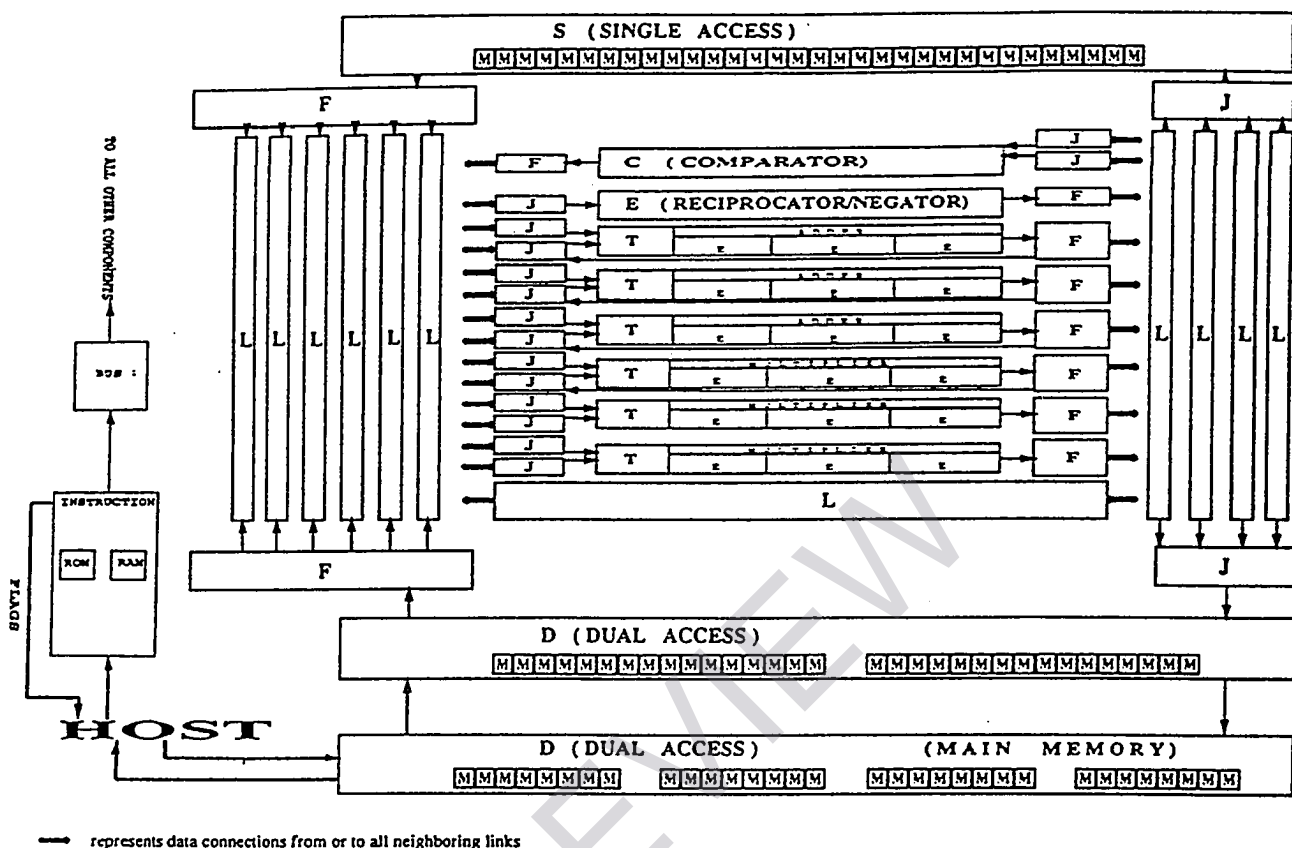 S (SINGLE ACCESS)
M M M M M M M M M M M M M M M M M M M M M M M M M M M M M M M M
F
J
TO ALL OTHER COMPONENTS
J
F C (COMPARATOR) J
J E (RECIPROCATOR/NEGATOR) F
J
J T F
J
J T F
J
L L L L L L
J T F
L L L L
J
J T F
J
BUS :
J T F
J
J T F
L
INSTRUCTION
ROM RAM
FLAGS
F
J
D (DUAL ACCESS)
M M M M M M M M M M M M M M M M M M M M M M M M M M M M M M M M
HOST
D (DUAL ACCESS) (MAIN MEMORY)
M M M M M M M M M M M M M M M M M M M M M M M M M M M M M M M M
represents data connections from or to all neighboring links